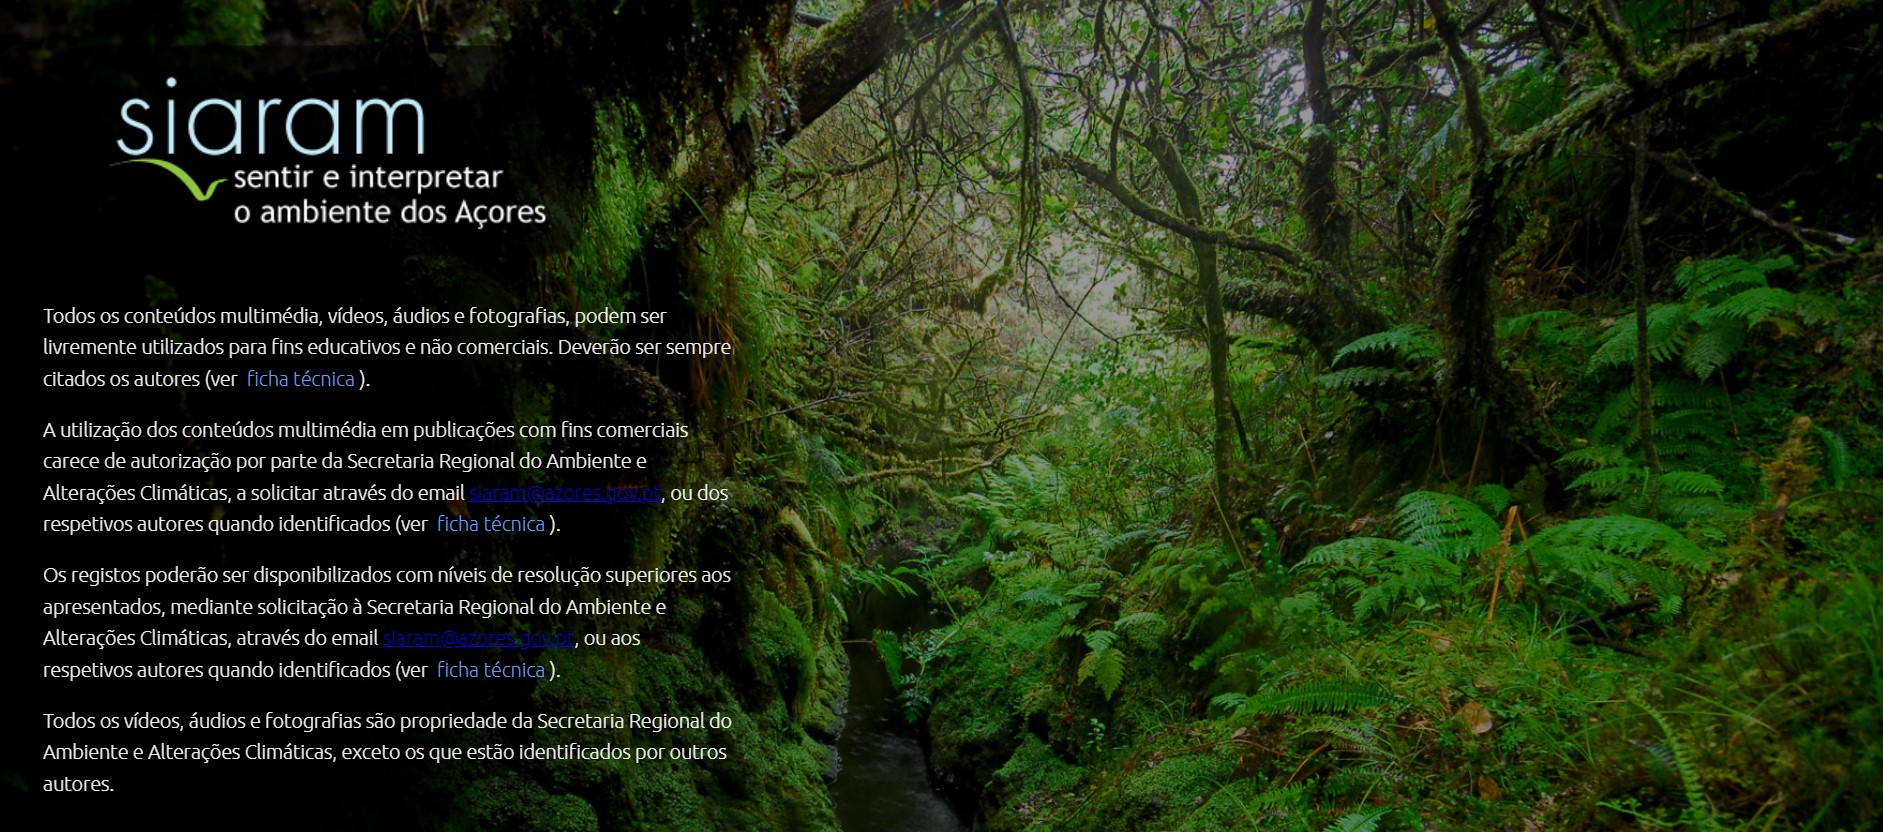 siaram
sentir e interpretar
o ambiente dos Açores
Todos os conteúdos multimédia, vídeos, áudios e fotografias, podem ser
livremente utilizados para fins educativos e não comerciais. Deverão ser sempre
citados os autores (ver ficha técnica ).
A utilização dos conteúdos multimédia em publicações com fins comerciais
carece de autorização por parte da Secretaria Regional do Ambiente e
Alterações Climáticas, a solicitar através do email siaram@azores.gov.pt, ou dos
respetivos autores quando identificados (ver ficha técnica ).
Os registos poderão ser disponibilizados com níveis de resolução superiores aos
apresentados, mediante solicitação à Secretaria Regional do Ambiente e
Alterações Climáticas, através do email siaram@azores.gov.pt, ou aos
respetivos autores quando identificados (ver ficha técnica ).
Todos os vídeos, áudios e fotografias são propriedade da Secretaria Regional do
Ambiente e Alterações Climáticas, exceto os que estão identificados por outros
autores.